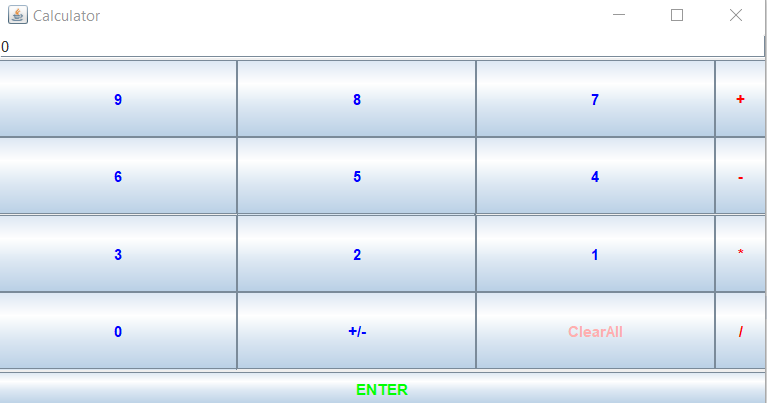 Calculator
0
9 8 7 +
6 5 4 -
3 2 1 *
0 +/- ClearAll /
ENTER